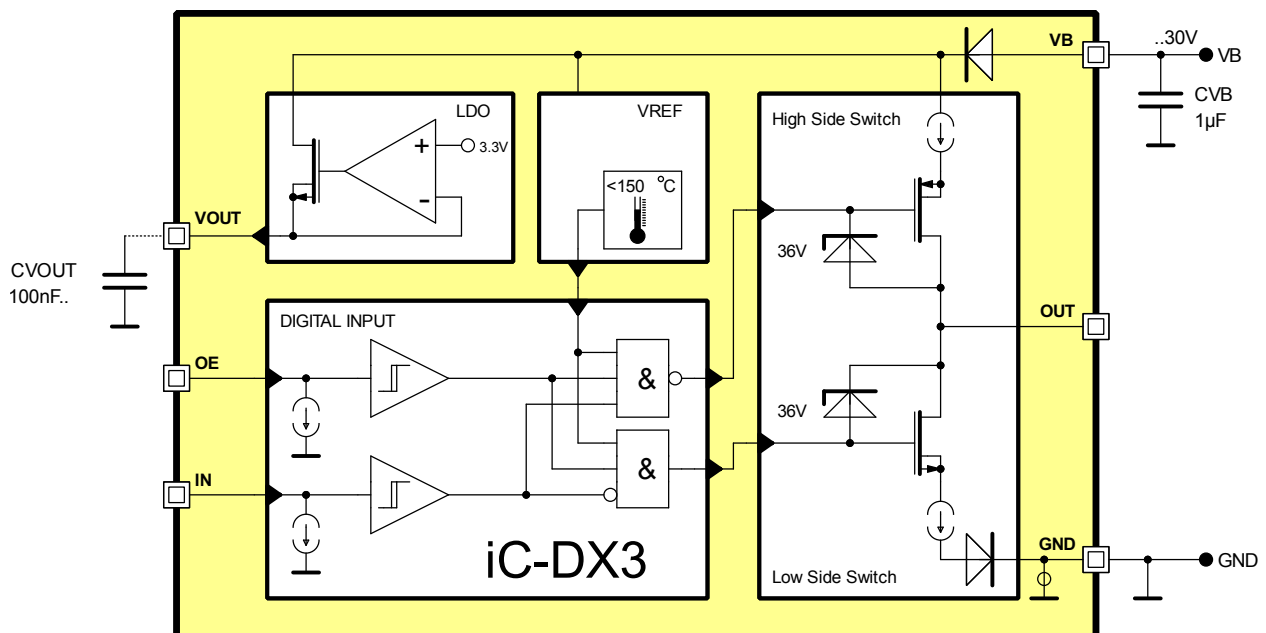 VB
..30V
VB
CVB
1µF
LDO
+
3.3V
-
VREF
<150 °C
High Side Switch
VOUT
CVOUT
100nF..
36V
DIGITAL INPUT
OUT
OE
&
36V
&
IN
iC-DX3
GND
GND
Low Side Switch